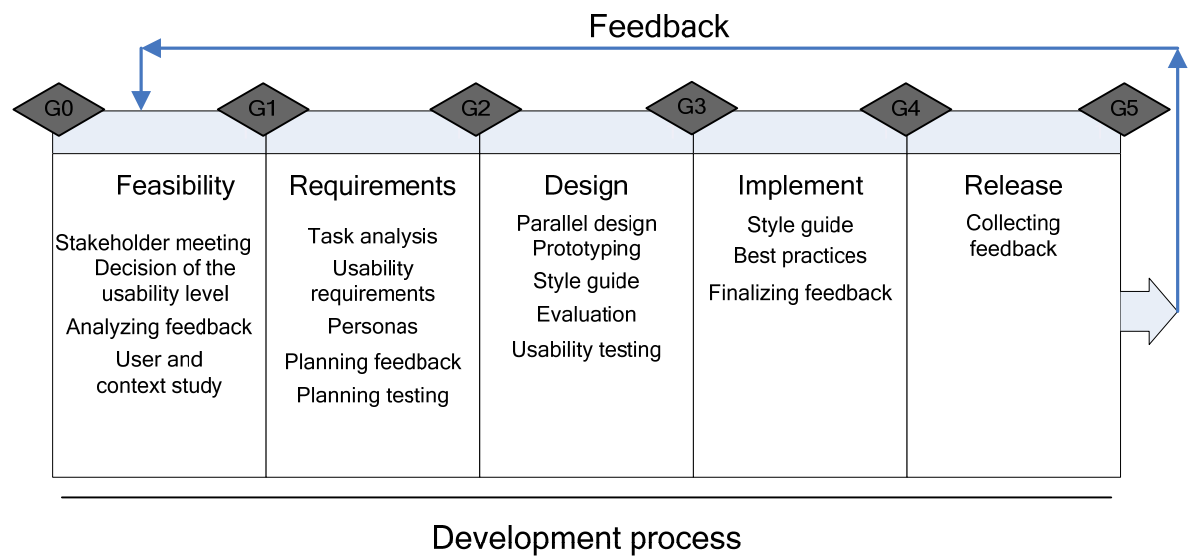 Feedback
G0
G1
G2
G3
G4
G5
Feasibility
Stakeholder meeting
Decision of the
usability level
Analyzing feedback
User and
context study
Requirements
Task analysis
Usability
requirements
Personas
Planning feedback
Planning testing
Design
Parallel design
Prototyping
Style guide
Evaluation
Usability testing
Implement
Style guide
Best practices
Finalizing feedback
Release
Collecting
feedback
Development process